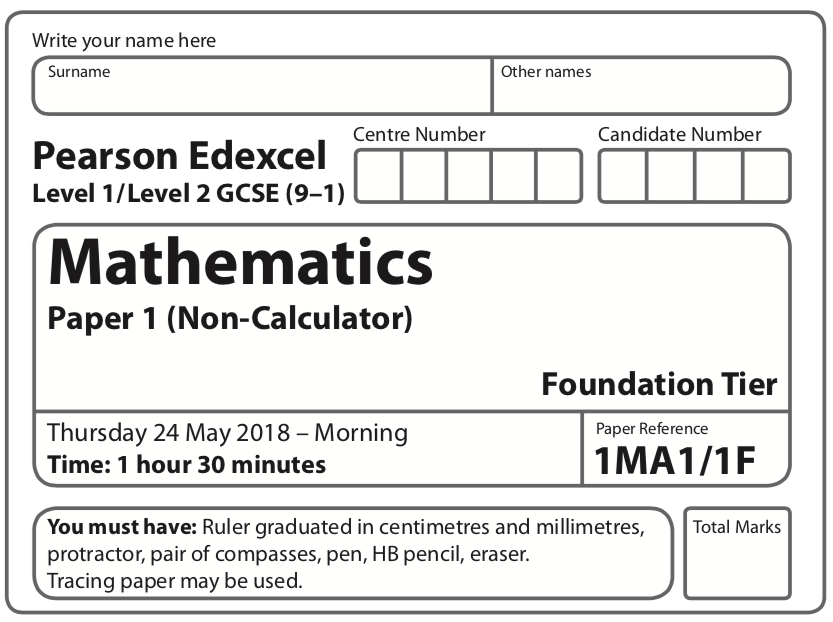 Write your name here
Surname
Other names
Pearson Edexcel
Level 1/Level 2 GCSE (9–1)
Centre Number
Candidate Number
Mathematics
Paper 1 (Non-Calculator)
Foundation Tier
Thursday 24 May 2018 – Morning
Time: 1 hour 30 minutes
Paper Reference
1MA1/1F
You must have: Ruler graduated in centimetres and millimetres,
protractor, pair of compasses, pen, HB pencil, eraser.
Tracing paper may be used.
Total Marks